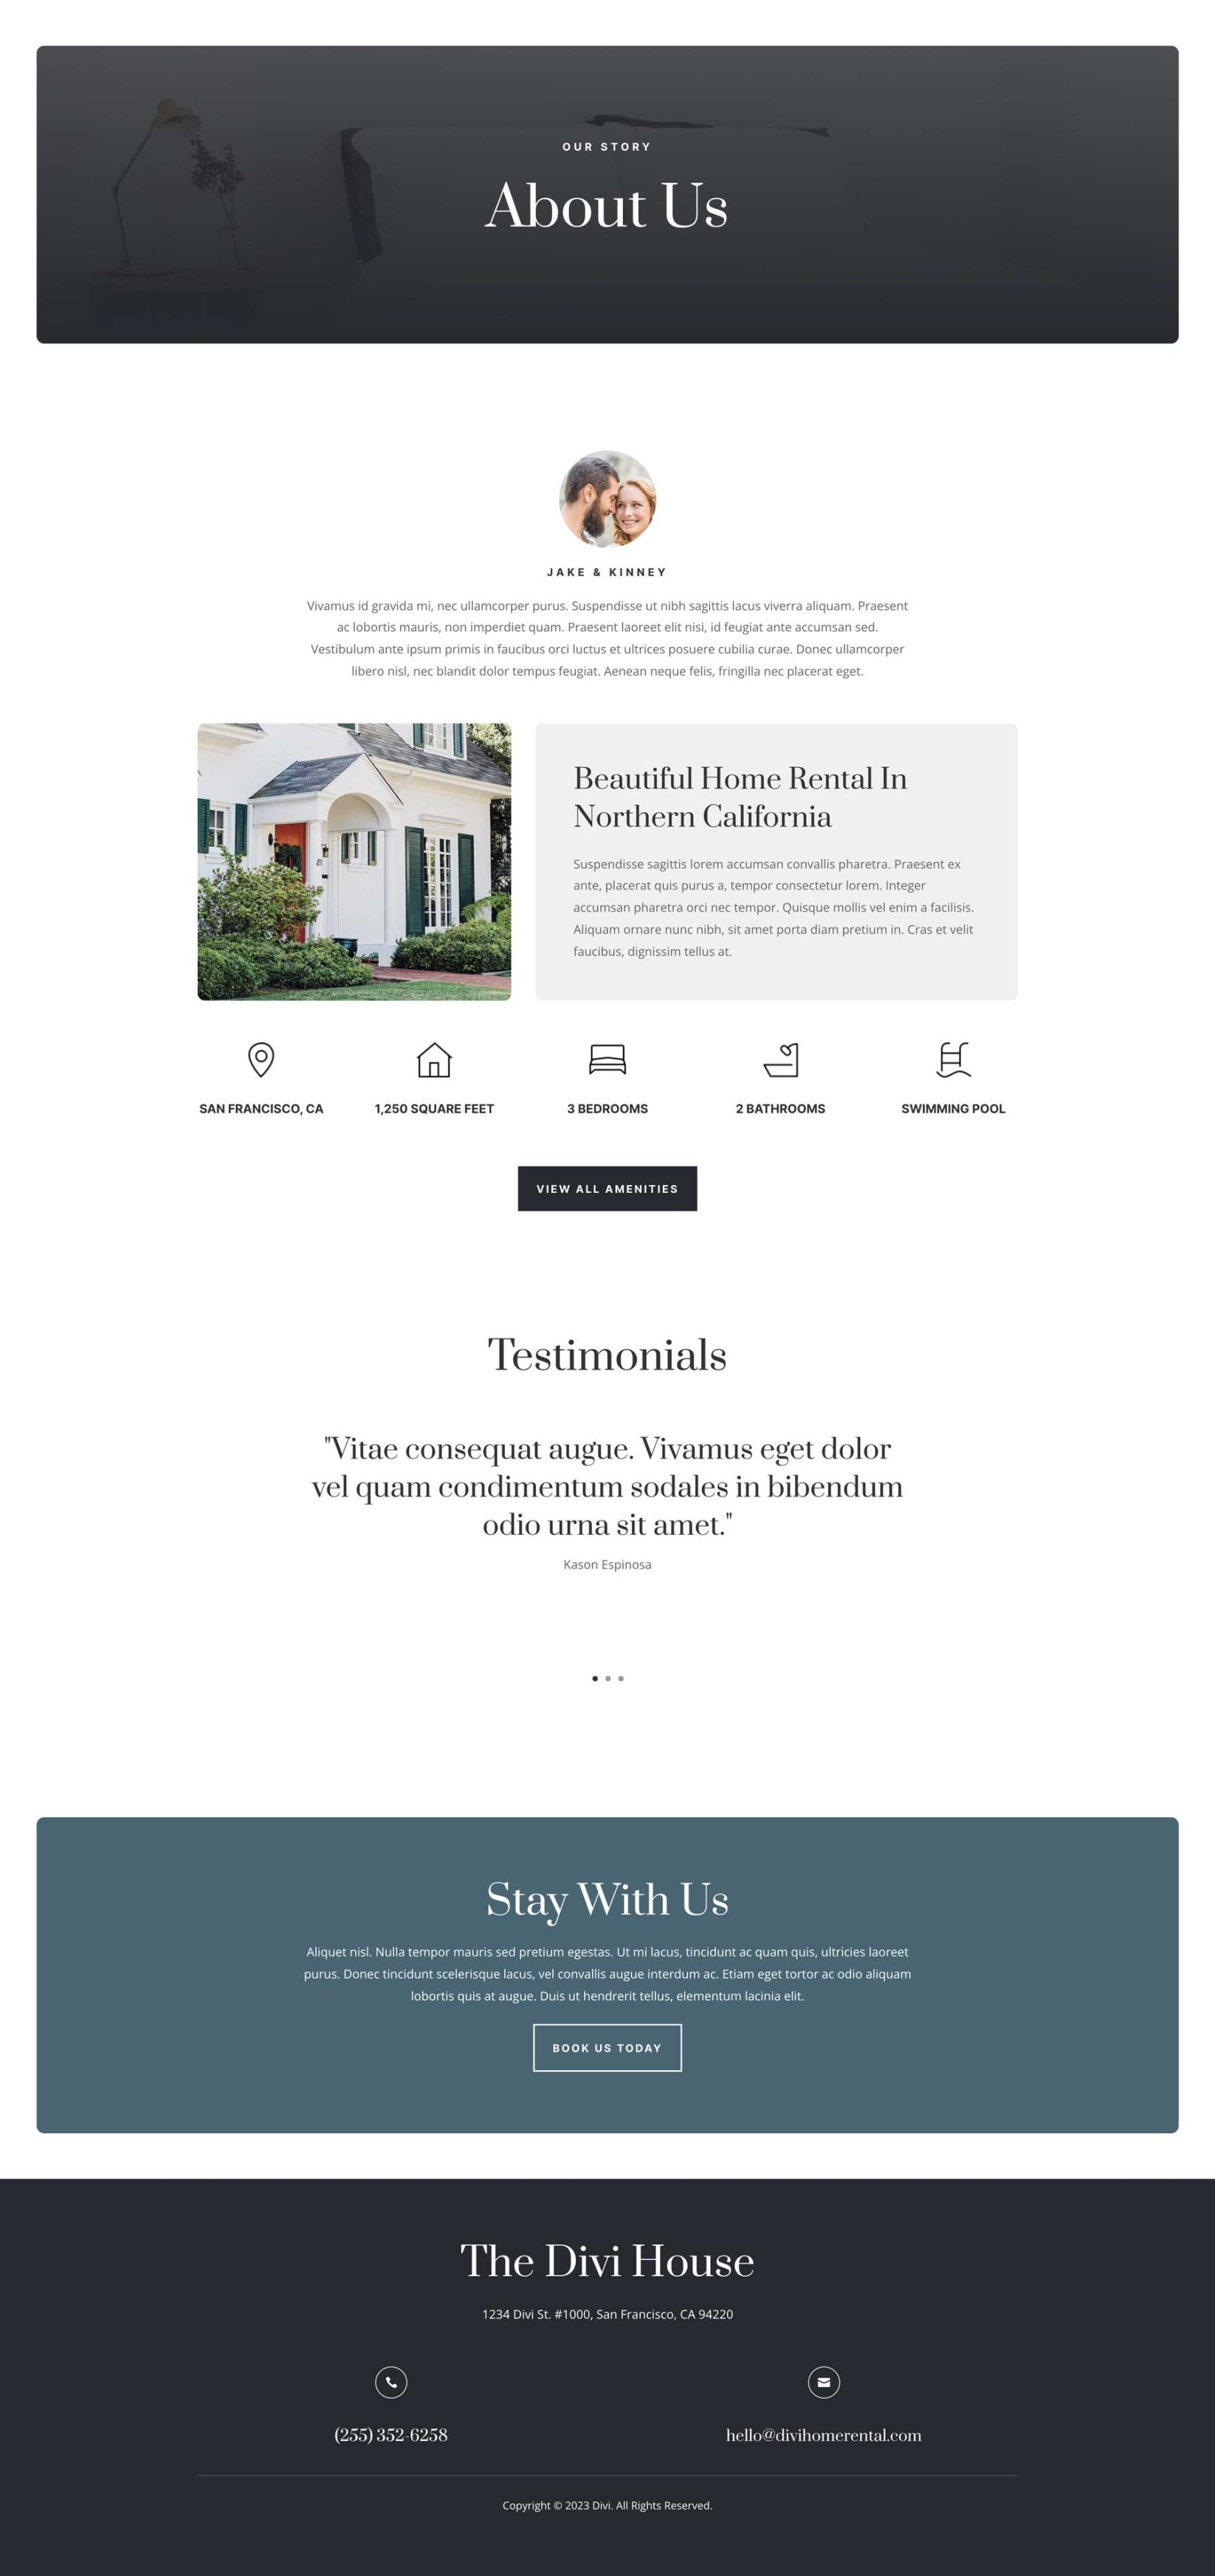 OUR STORY
About Us
JAKE & KINNEY
Vivamus id gravida mi, nec ullamcorper purus. Suspendisse ut nibh sagittis lacus viverra aliquam. Praesent
ac lobortis mauris, non imperdiet quam. Praesent laoreet elit nisi, id feugiat ante accumsan sed.
Vestibulum ante ipsum primis in faucibus orci luctus et ultrices posuere cubilia curae. Donec ullamcorper
libero nisl, nec blandit dolor tempus feugiat. Aenean neque felis, fringilla nec placerat eget.
Beautiful Home Rental In
Northern California
Suspendisse sagittis lorem accumsan convallis pharetra. Praesent ex
ante, placerat quis purus a, tempor consectetur lorem. Integer
accumsan pharetra orci nec tempor. Quisque mollis vel enim a facilisis.
Aliquam ornare nunc nibh, sit amet porta diam pretium in. Cras et velit
faucibus, dignissim tellus at.
SAN FRANCISCO, CA
1,250 SQUARE FEET
3 BEDROOMS
2 BATHROOMS
SWIMMING POOL
VIEW ALL AMENITIES
Testimonials
"Vitae consequat augue. Vivamus eget dolor
vel quam condimentum sodales in bibendum
odio urna sit amet."
Kason Espinosa
Stay With Us
Aliquet nisl. Nulla tempor mauris sed pretium egestas. Ut mi lacus, tincidunt ac quam quis, ultricies laoreet
purus. Donec tincidunt scelerisque lacus, vel convallis augue interdum ac. Etiam eget tortor ac odio aliquam
lobortis quis at augue. Duis ut hendrerit tellus, elementum lacinia elit.
BOOK US TODAY
The Divi House
1234 Divi St. #1000, San Francisco, CA 94220
(255) 352-6258
hello@divihomerental.com
Copyright © 2023 Divi. All Rights Reserved.